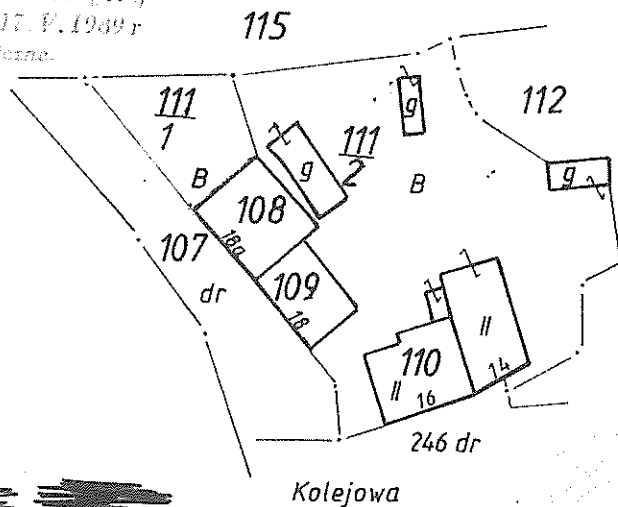 17. V. 1989 r
115
111
1
112
g
111
2
g
B
B
g
108
18a
107
109
dr
18
II
110
14
II
16
246 dr
Kolejowa